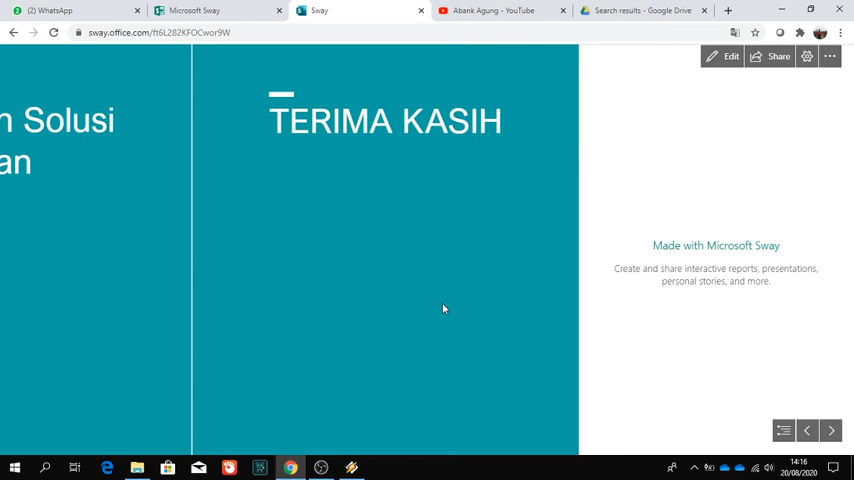 (2) WhatsApp
Microsoft Sway
Sway
Abank Agung - YouTube
Search results - Google Drive
sway.office.com/ft6L282KFOCwor9W
Edit
Share
n Solusi
an
TERIMA KASIH
Made with Microsoft Sway
Create and share interactive reports, presentations,
personal stories, and more.
14:16
20/08/2020